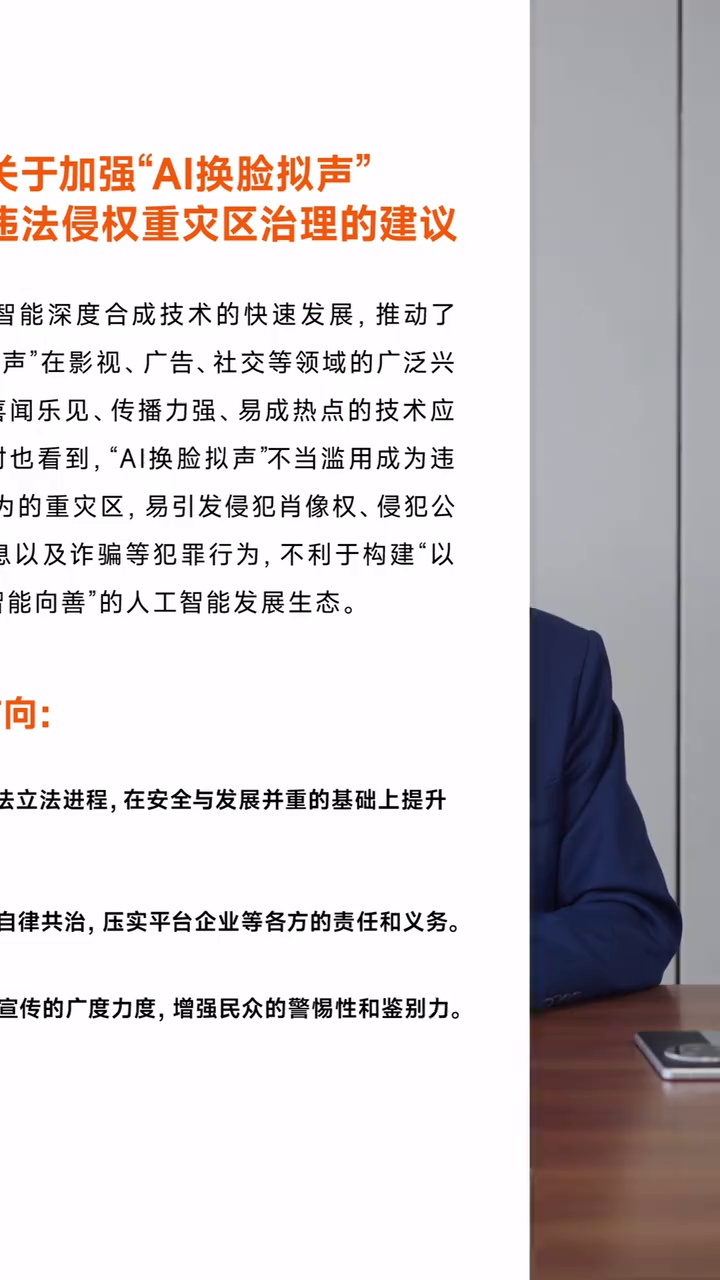 关于加强“AI换脸拟声”
违法侵权重灾区治理的建议
智能深度合成技术的快速发展，推动了
声”在影视、广告、社交等领域的广泛兴
喜闻乐见、传播力强、易成热点的技术应
时也看到，“AI换脸拟声”不当滥用成为违
为的重灾区，易引发侵犯肖像权、侵犯公
息以及诈骗等犯罪行为，不利于构建“以
智能向善”的人工智能发展生态。
向：
法立法进程，在安全与发展并重的基础上提升
自律共治，压实平台企业等各方的责任和义务。
宣传的广度力度，增强民众的警惕性和鉴别力。